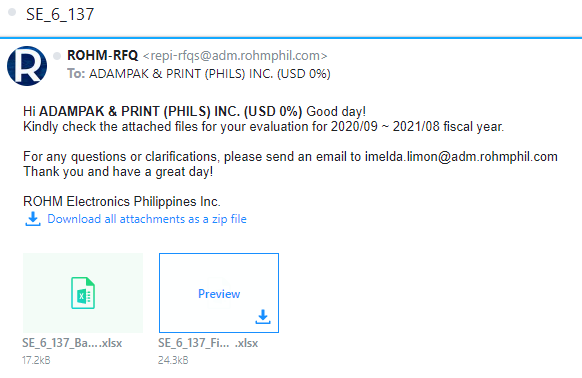 SE_6_137
R
ROHM-RFQ <repi-rfqs@adm.rohmphil.com>
To: ADAMPAK & PRINT (PHILS) INC. (USD 0%)
Hi ADAMPAK & PRINT (PHILS) INC. (USD 0%) Good day!
Kindly check the attached files for your evaluation for 2020/09 ~ 2021/08 fiscal year.
For any questions or clarifications, please send an email to imelda.limon@adm.rohmphil.com
Thank you and have a great day!
ROHM Electronics Philippines Inc.
Download all attachments as a zip file
Preview
SE_6_137_Ba... .xlsx
SE_6_137_Fi... .xlsx
17.2kB
24.3kB